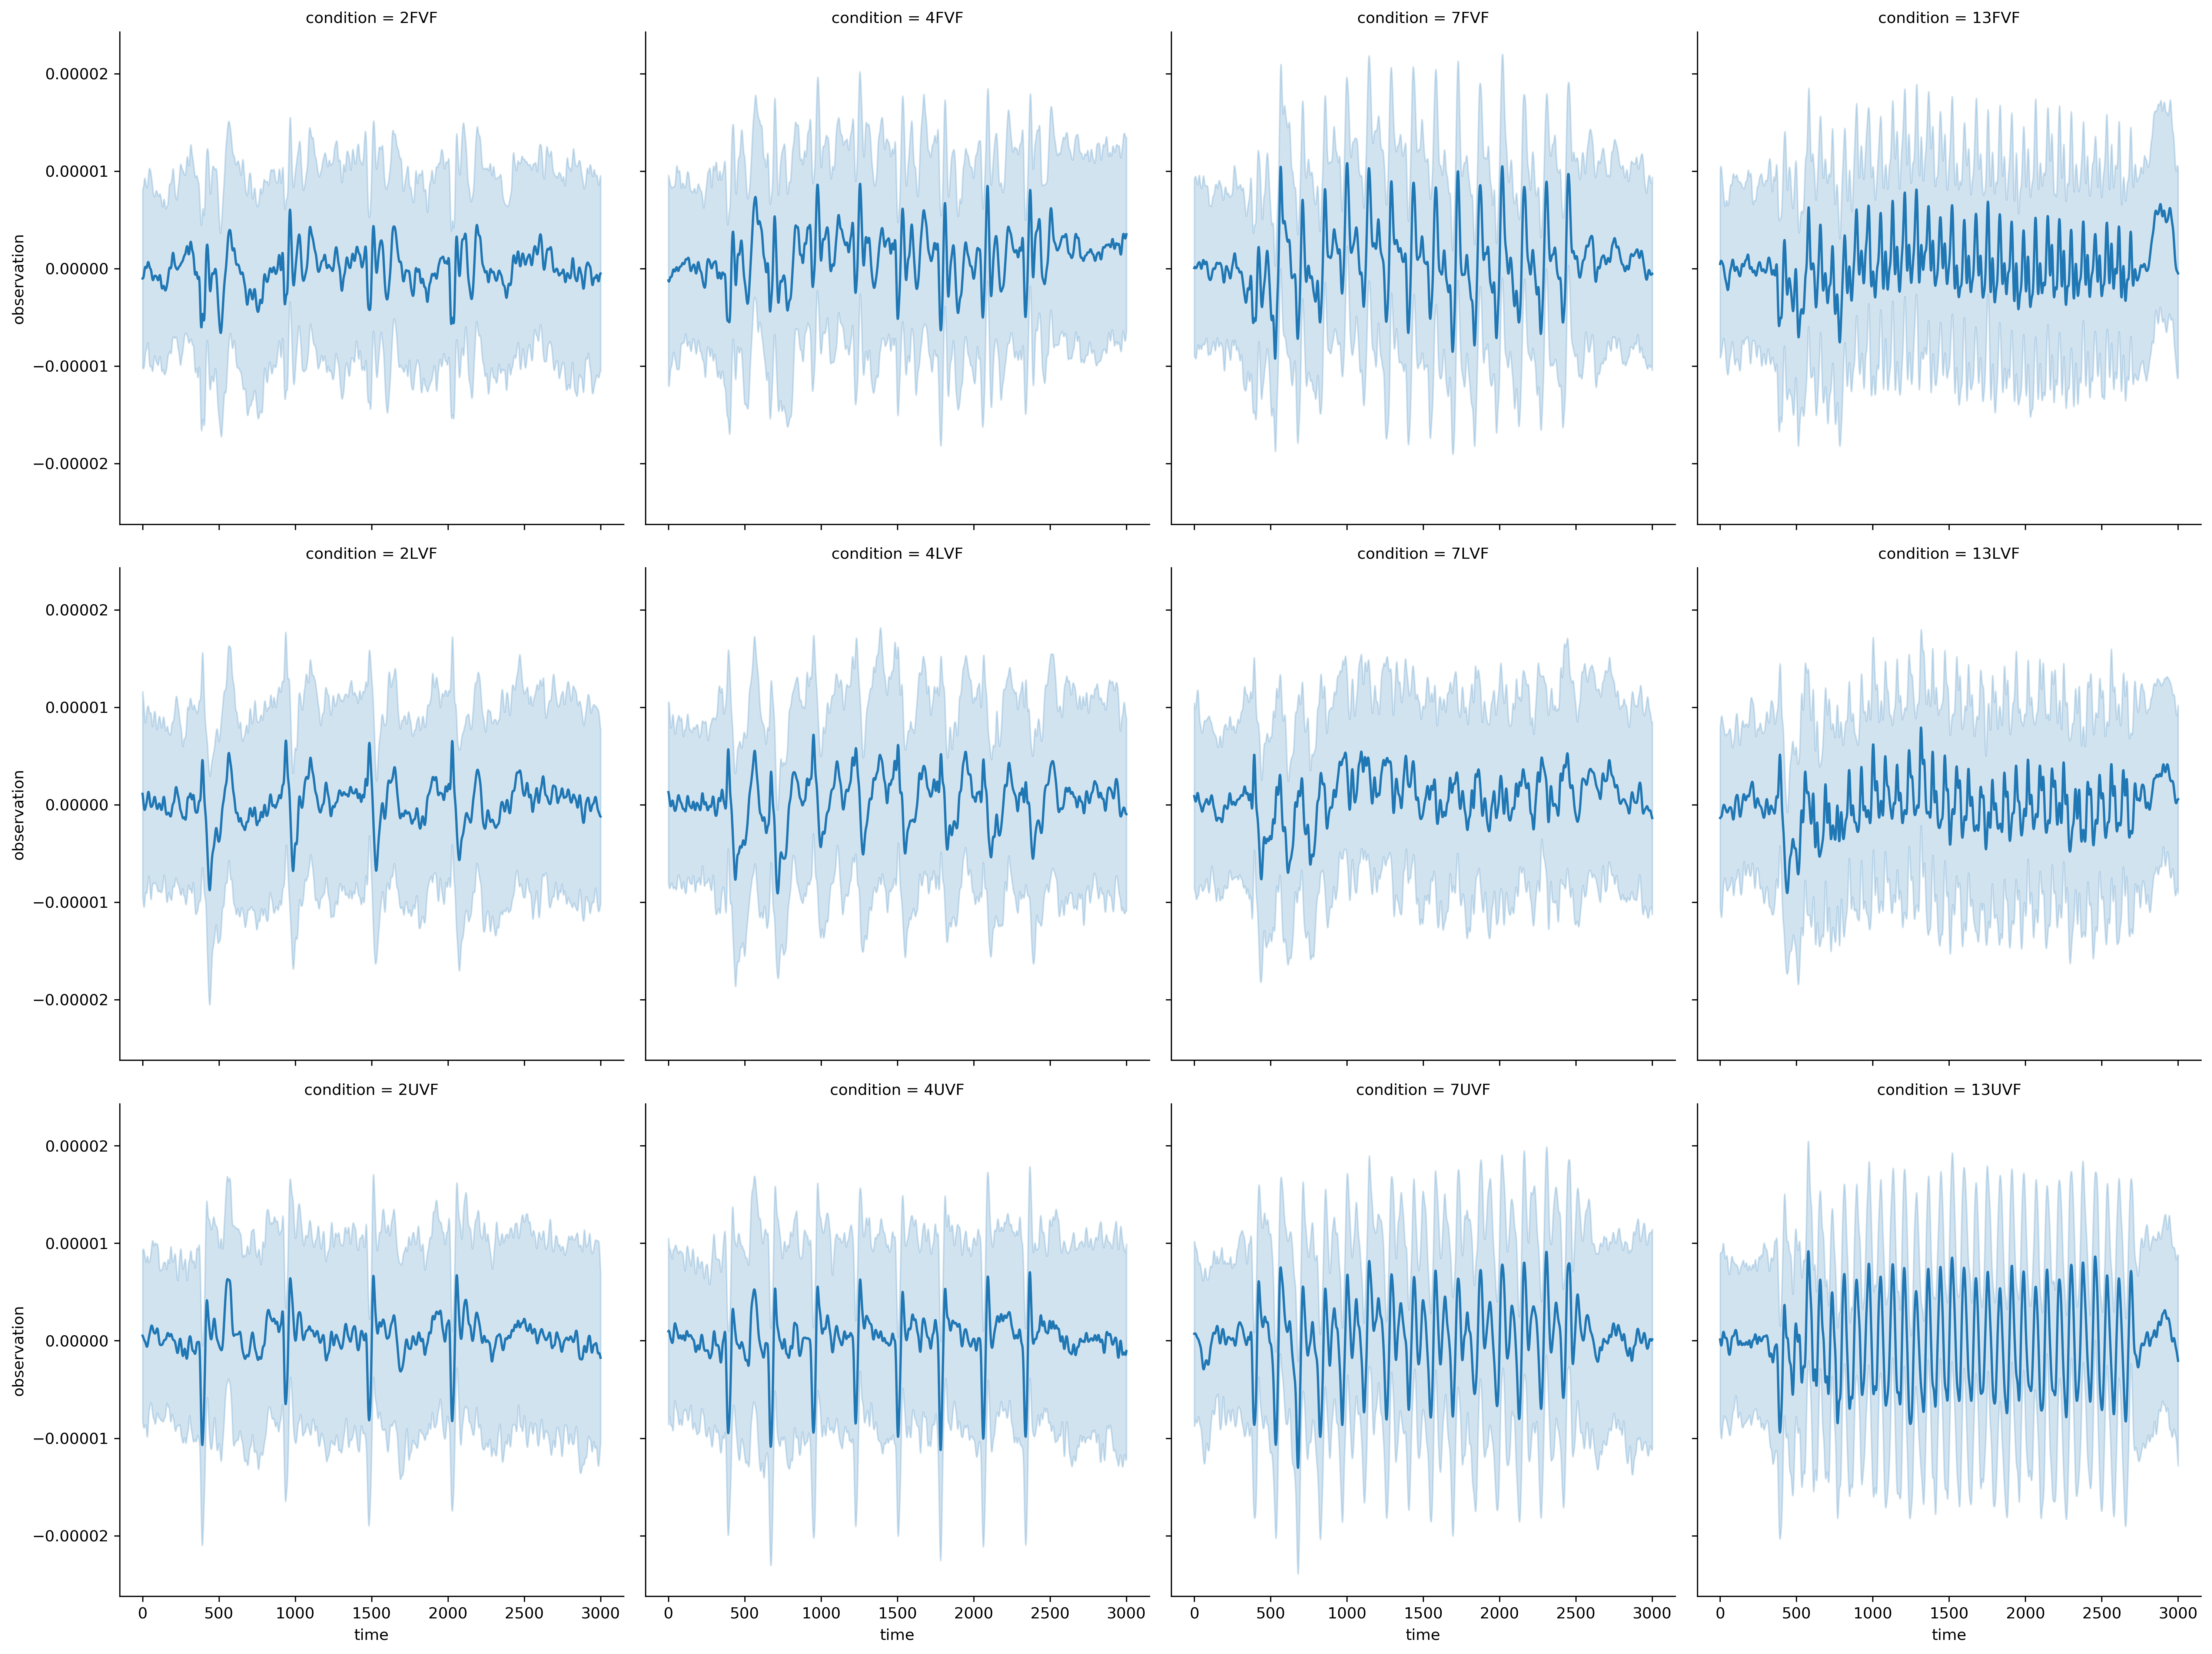 condition = 2FVF
condition = 4FVF
condition = 7FVF
condition = 13FVF
0.00002
0.00001
0.00000
−0.00001
−0.00002
observation
condition = 2LVF
condition = 4LVF
condition = 7LVF
condition = 13LVF
0.00002
0.00001
0.00000
−0.00001
−0.00002
observation
condition = 2UVF
condition = 4UVF
condition = 7UVF
condition = 13UVF
0.00002
0.00001
0.00000
−0.00001
−0.00002
observation
0 500 1000 1500 2000 2500 3000
0 500 1000 1500 2000 2500 3000
0 500 1000 1500 2000 2500 3000
0 500 1000 1500 2000 2500 3000
time
time
time
time